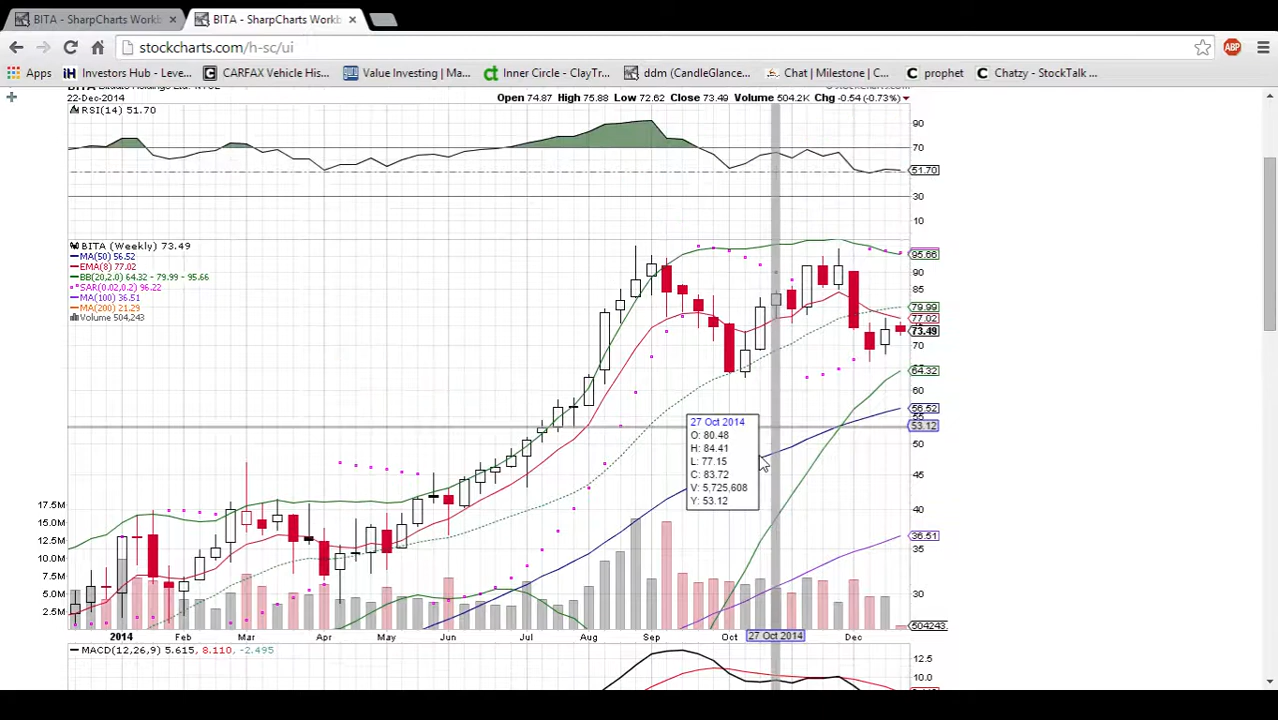 BITA - SharpCharts Workb
BITA - SharpCharts Workb
stockcharts.com/h-sc/ui
ABP
Apps
Investors Hub - Leve...
CARFAX Vehicle His...
Value Investing | Ma...
Inner Circle - ClayTr...
ddm (CandleGlance...
Chat | Milestone | C...
prophet
Chatzy - StockTalk ...
22-Dec-2014
Open 74.87 High 75.88 Low 72.62 Close 73.49 Volume 504.2K Chg -0.54 (-0.73%)
RSI(14) 51.70
90
70
51.70
30
10
BITA (Weekly) 73.49
MA(50) 56.52
EMA(8) 77.02
BB(20,2.0) 64.32 - 79.99 - 95.66
SAR(0.02,0.2) 96.22
MA(100) 36.51
MA(200) 21.29
Volume 504,243
95.66
90
85
79.99
77.02
73.49
70
64.32
60
56.52
55
53.12
50
45
40
36.51
35
30
504243
27 Oct 2014
O: 80.48
H: 84.41
L: 77.15
C: 83.72
V: 5,725,608
Y: 53.12
17.5M
15.0M
12.5M
10.0M
7.5M
5.0M
2.5M
2014 Feb Mar Apr May Jun Jul Aug Sep Oct 27 Oct 2014 Dec
MACD(12,26,9) 5.615, 8.110, -2.495
12.5
10.0